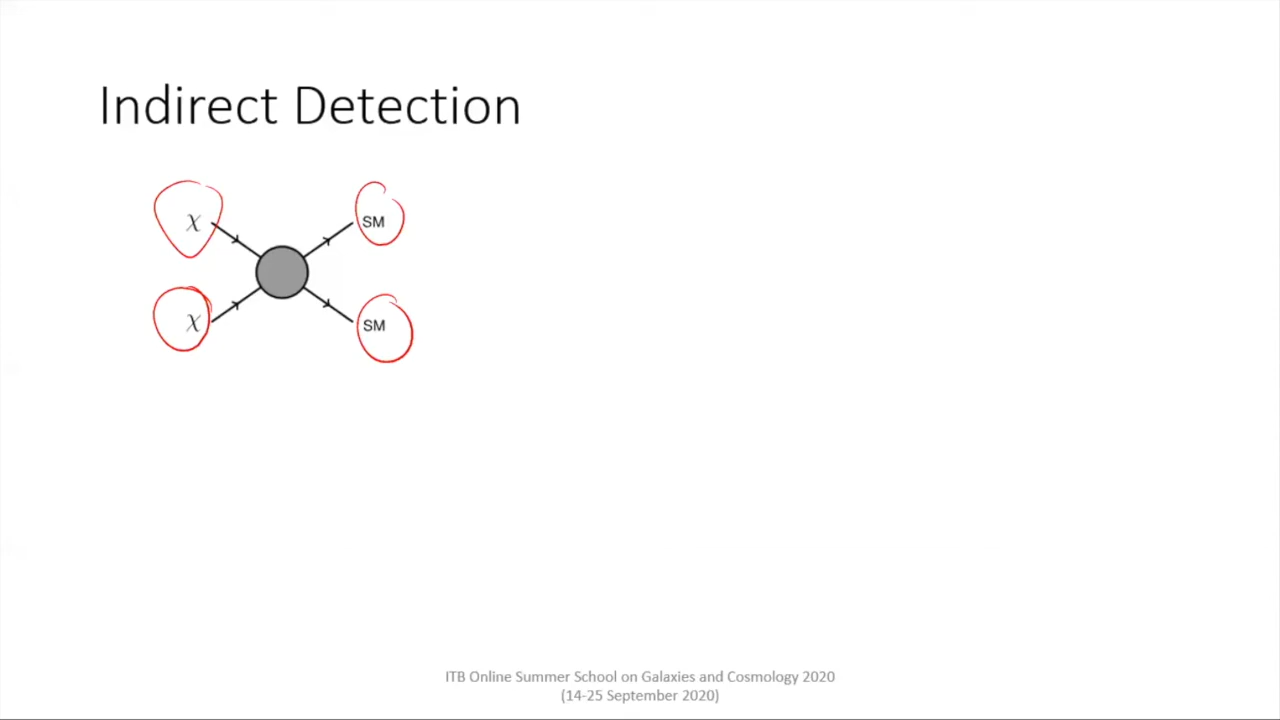 Indirect Detection
χ SM
χ SM
ITB Online Summer School on Galaxies and Cosmology 2020
(14-25 September 2020)